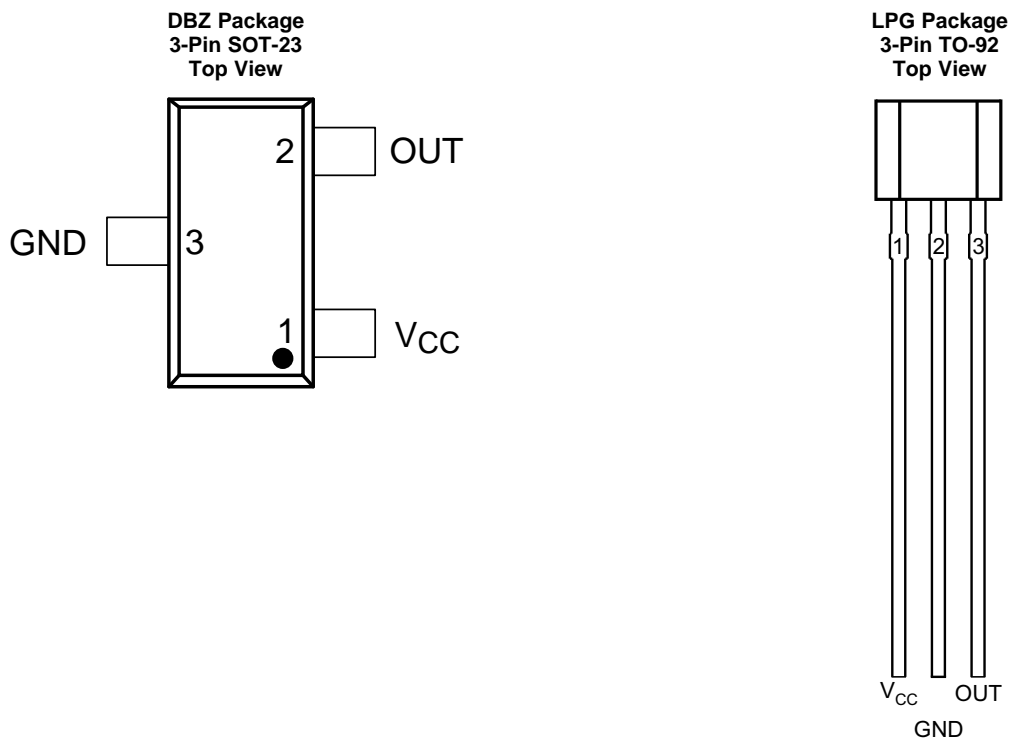 DBZ Package
3-Pin SOT-23
Top View
2 OUT
GND 3
1 VCC
LPG Package
3-Pin TO-92
Top View
1 2 3
VCC OUT
GND